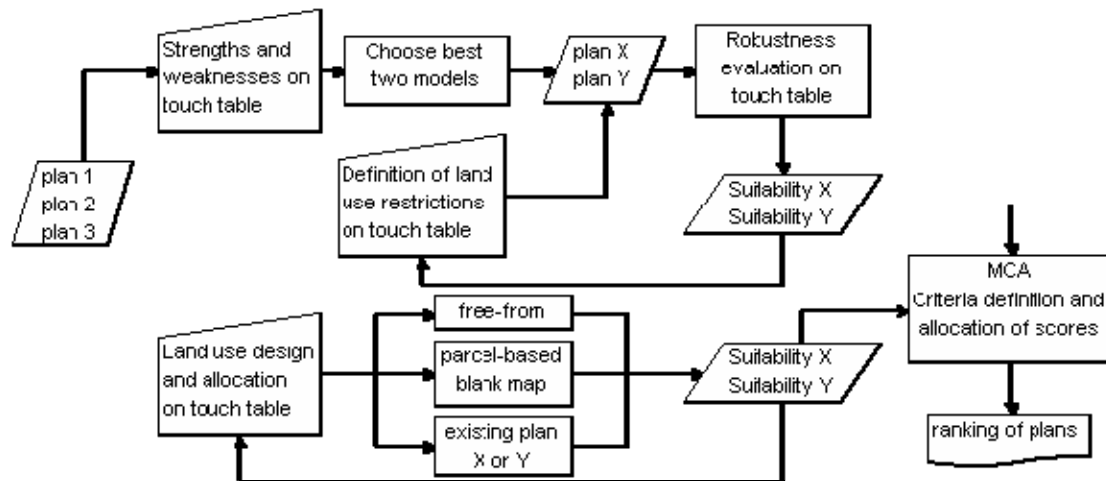 Strengths and
weaknesses on
touch table
Choose best
two models
plan X
plan Y
Robustness
evaluation on
touch table
plan 1
plan 2
plan 3
Definition of land
use restrictions
on touch table
Suitability X
Suitability Y
MCA
Criteria definition and
allocation of scores
free-from
Land use design
and allocation
on touch table
parcel-based
blank map
Suitability X
Suitability Y
existing plan
X or Y
ranking of plans